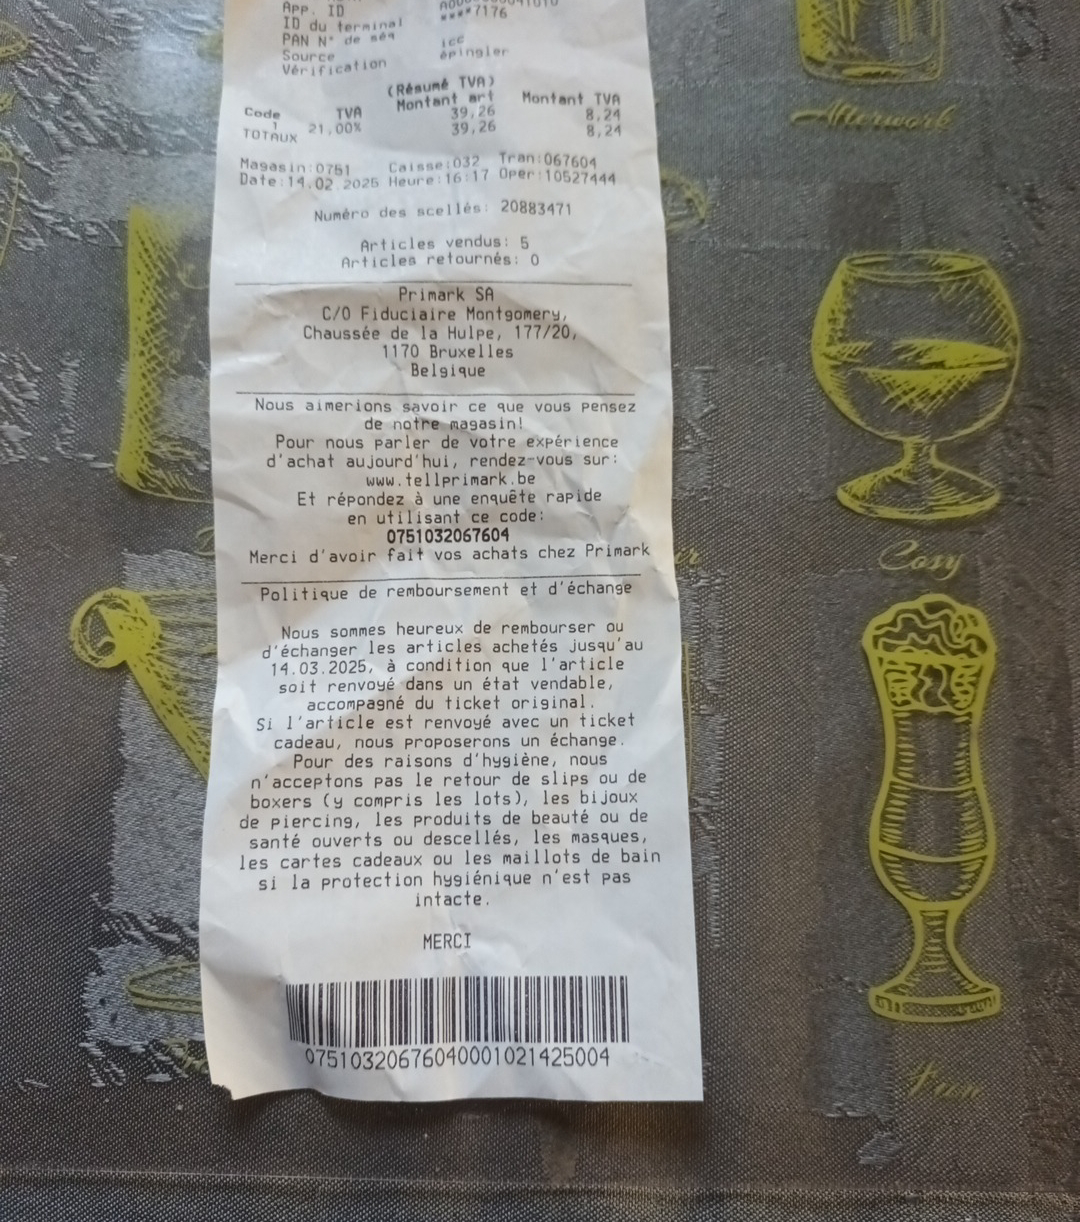 App. ID
ID du terminal ****7176
PAN N° de séq
Source icc
Vérification épingler
(Résumé TVA)
Code TVA Montant art Montant TVA
1 21,00% 39,26 8,24
TOTAUX 39,26 8,24
Magasin:0751 Caisse:032 Tran:067604
Date:14.02.2025 Heure:16:17 Oper:10527444
Numéro des scellés: 20883471
Articles vendus: 5
Articles retournés: 0
Primark SA
C/O Fiduciaire Montgomery,
Chaussée de la Hulpe, 177/20,
1170 Bruxelles
Belgique
Nous aimerions savoir ce que vous pensez
de notre magasin!
Pour nous parler de votre expérience
d'achat aujourd'hui, rendez-vous sur:
www.tellprimark.be
Et répondez à une enquête rapide
en utilisant ce code:
0751032067604
Merci d'avoir fait vos achats chez Primark
Politique de remboursement et d'échange
Nous sommes heureux de rembourser ou
d'échanger les articles achetés jusqu'au
14.03.2025, à condition que l'article
soit renvoyé dans un état vendable,
accompagné du ticket original.
Si l'article est renvoyé avec un ticket
cadeau, nous proposerons un échange.
Pour des raisons d'hygiène, nous
n'acceptons pas le retour de slips ou de
boxers (y compris les lots), les bijoux
de piercing, les produits de beauté ou de
santé ouverts ou descellés, les masques,
les cartes cadeaux ou les maillots de bain
si la protection hygiénique n'est pas
intacte.
MERCI
07510320676040001021425004
Afterwork
Cosy